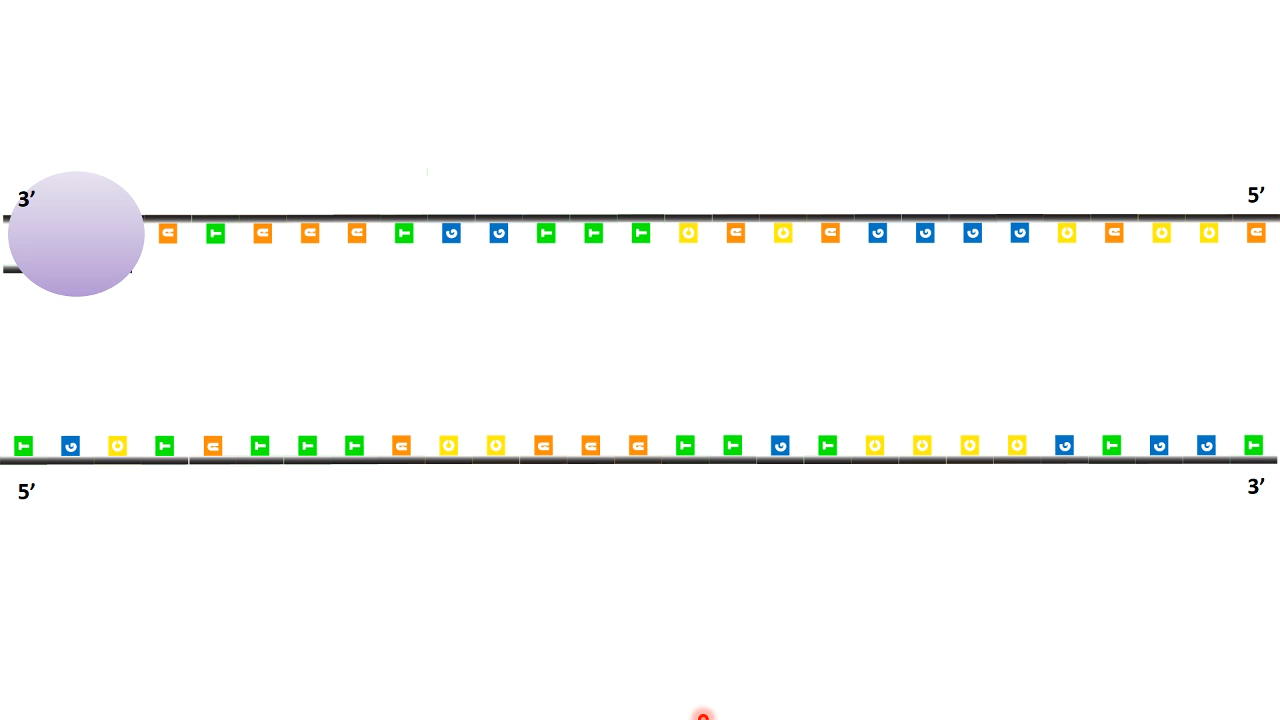 3’ 5’
A T A A A T G G T T T C A C A G G G G C A C C A
T G C T A T T T A C C A A A T T G T C C C C G T G G T
5’ 3’